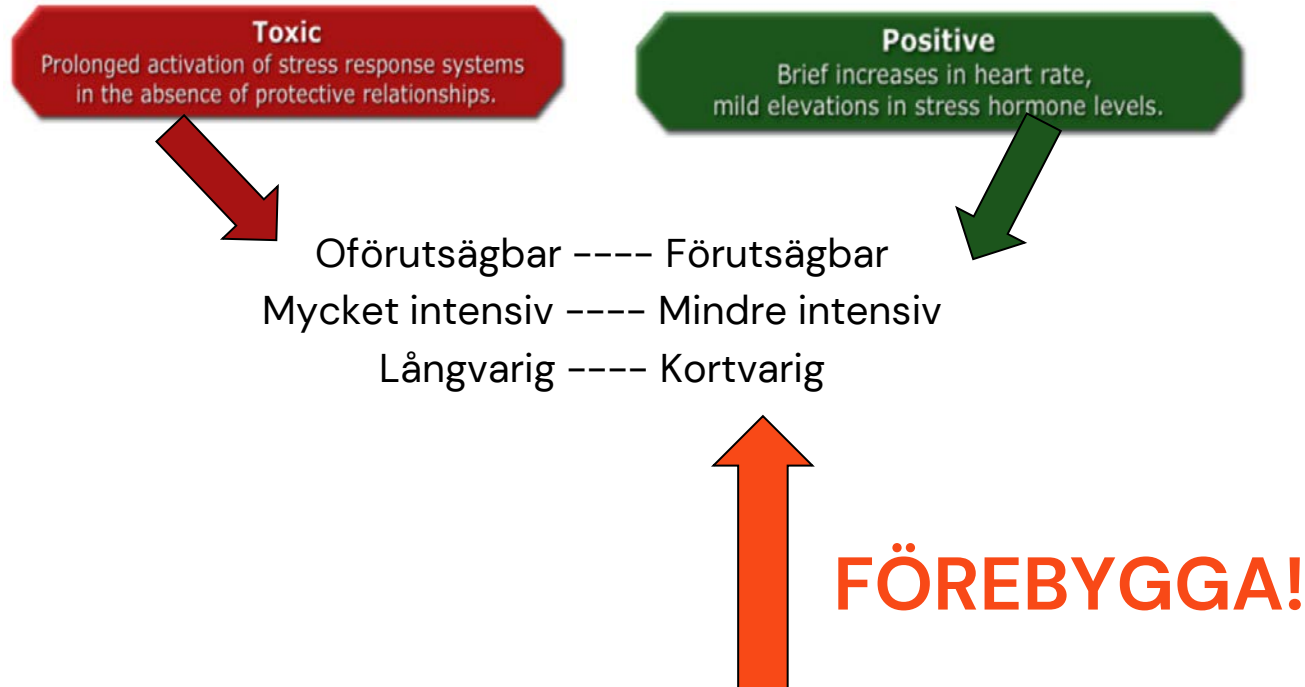 Toxic
Prolonged activation of stress response systems
in the absence of protective relationships.
Positive
Brief increases in heart rate,
mild elevations in stress hormone levels.
Oförutsägbar ---- Förutsägbar
Mycket intensiv ---- Mindre intensiv
Långvarig ---- Kortvarig
FÖREBYGGA!